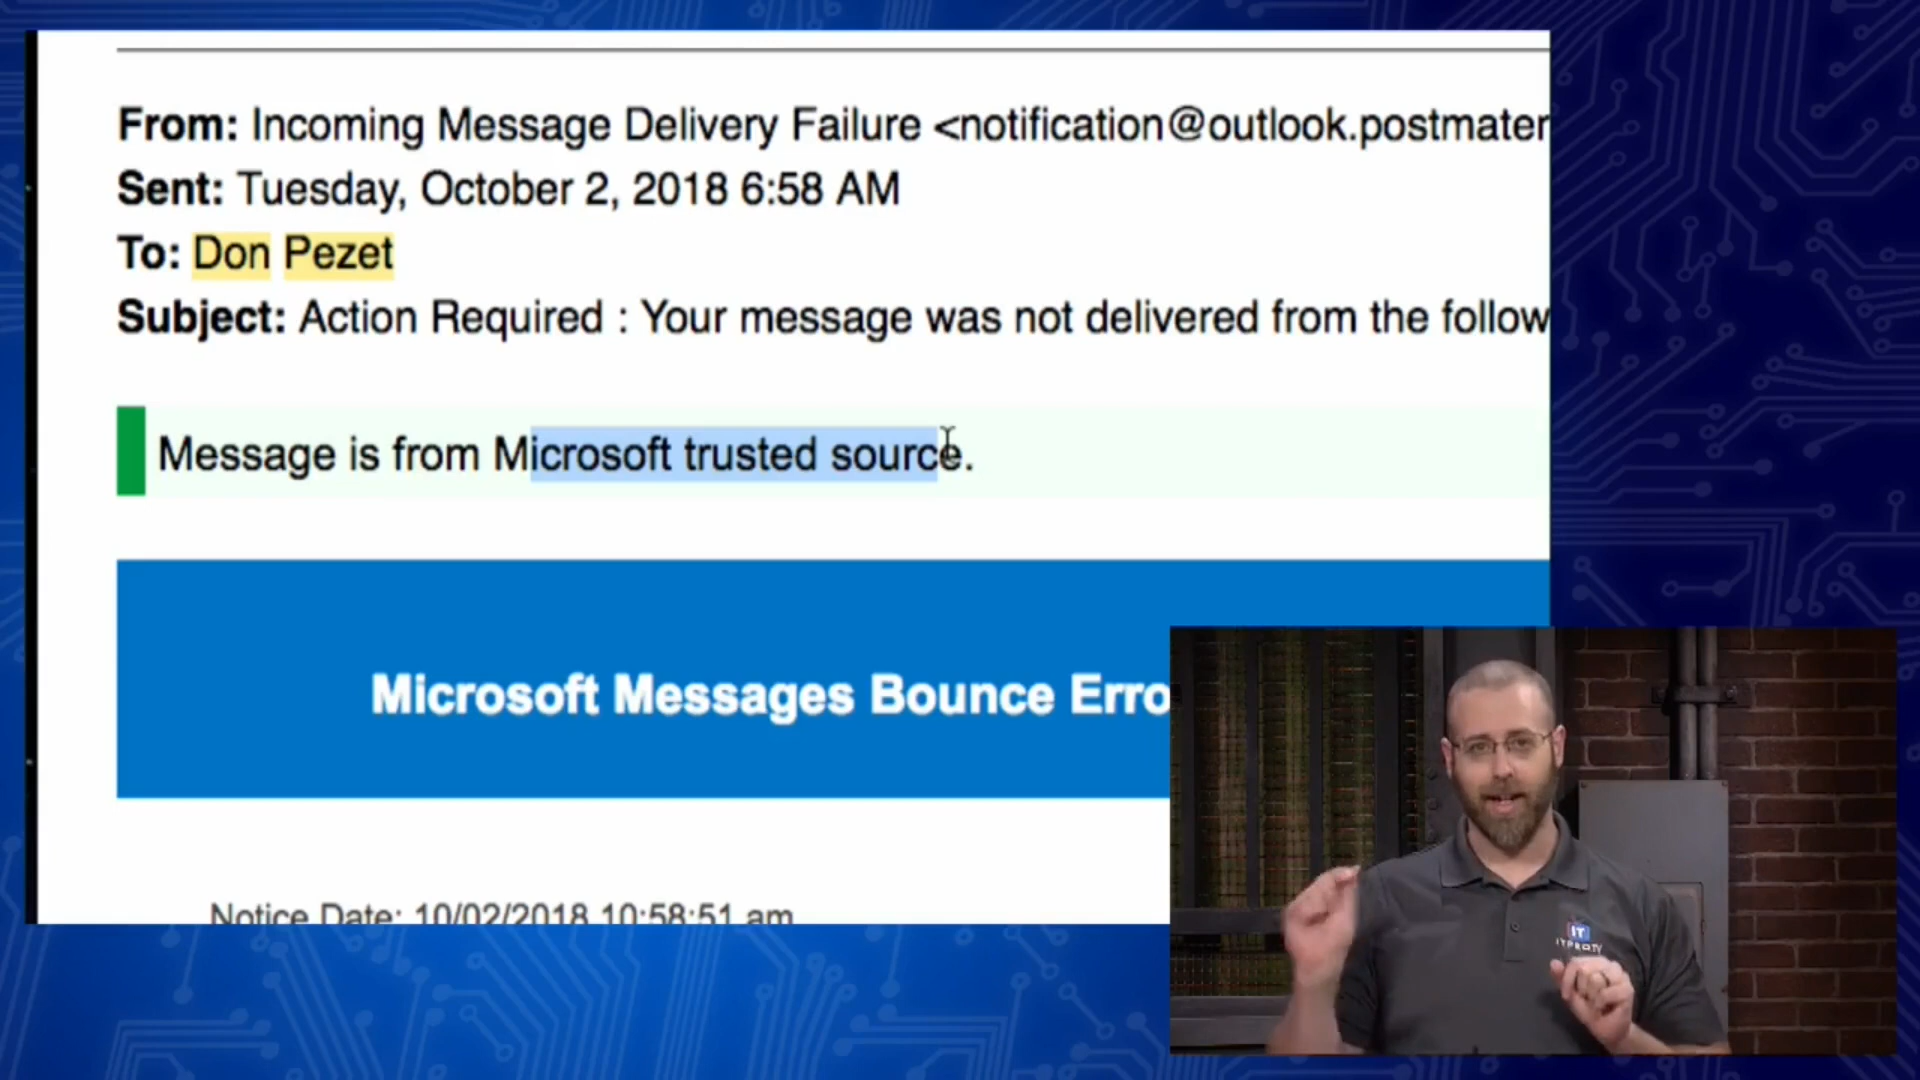 From: Incoming Message Delivery Failure <notification@outlook.postmater
Sent: Tuesday, October 2, 2018 6:58 AM
To: Don Pezet
Subject: Action Required : Your message was not delivered from the follow
Message is from Microsoft trusted source.
Microsoft Messages Bounce Erro
Notice Date: 10/02/2018 10:58:51 am
IT
ITPROTV